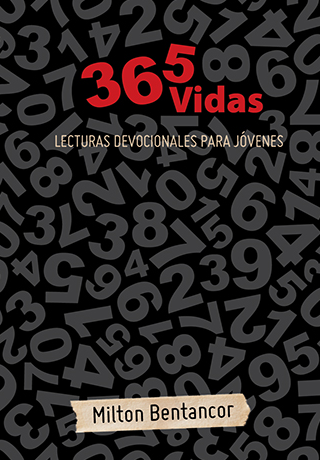 365
Vidas
LECTURAS DEVOCIONALES PARA JÓVENES
Milton Bentancor